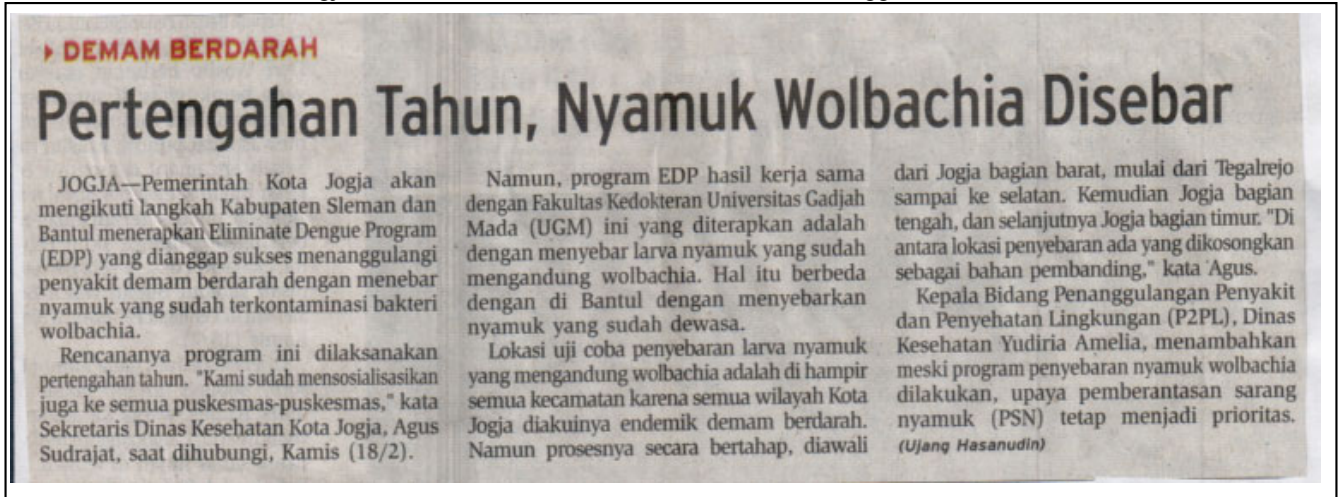 DEMAM BERDARAH
Pertengahan Tahun, Nyamuk Wolbachia Disebar
JOGJA—Pemerintah Kota Jogja akan
mengikuti langkah Kabupaten Sleman dan
Bantul menerapkan Eliminate Dengue Program
(EDP) yang dianggap sukses menanggulangi
penyakit demam berdarah dengan menebar
nyamuk yang sudah terkontaminasi bakteri
wolbachia.
Rencananya program ini dilaksanakan
pertengahan tahun. "Kami sudah mensosialisasikan
juga ke semua puskesmas-puskesmas," kata
Sekretaris Dinas Kesehatan Kota Jogja, Agus
Sudrajat, saat dihubungi, Kamis (18/2).
Namun, program EDP hasil kerja sama
dengan Fakultas Kedokteran Universitas Gadjah
Mada (UGM) ini yang diterapkan adalah
dengan menyebar larva nyamuk yang sudah
mengandung wolbachia. Hal itu berbeda
dengan di Bantul dengan menyebarkan
nyamuk yang sudah dewasa.
Lokasi uji coba penyebaran larva nyamuk
yang mengandung wolbachia adalah di hampir
semua kecamatan karena semua wilayah Kota
Jogja diakuinya endemik demam berdarah.
Namun prosesnya secara bertahap, diawali
dari Jogja bagian barat, mulai dari Tegalrejo
sampai ke selatan. Kemudian Jogja bagian
tengah, dan selanjutnya Jogja bagian timur. "Di
antara lokasi penyebaran ada yang dikosongkan
sebagai bahan pembanding," kata Agus.
Kepala Bidang Penanggulangan Penyakit
dan Penyehatan Lingkungan (P2PL), Dinas
Kesehatan Yudiria Amelia, menambahkan
meski program penyebaran nyamuk wolbachia
dilakukan, upaya pemberantasan sarang
nyamuk (PSN) tetap menjadi prioritas.
(Ujang Hasanudin)